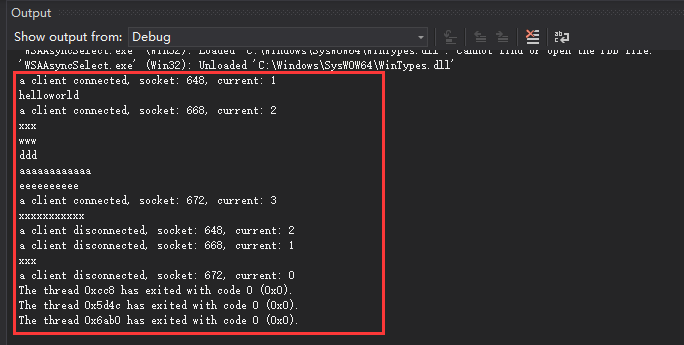 Output
Show output from: Debug
'WSAAsyncSelect.exe' (Win32): Loaded 'C:\Windows\SysWOW64\WinTypes.dll'. Cannot find or open the PDB file.
'WSAAsyncSelect.exe' (Win32): Unloaded 'C:\Windows\SysWOW64\WinTypes.dll'
a client connected, socket: 648, current: 1
helloworld
a client connected, socket: 668, current: 2
xxx
www
ddd
aaaaaaaaaaaa
eeeeeeeeee
a client connected, socket: 672, current: 3
xxxxxxxxxxx
a client disconnected, socket: 648, current: 2
a client disconnected, socket: 668, current: 1
xxx
a client disconnected, socket: 672, current: 0
The thread 0xcc8 has exited with code 0 (0x0).
The thread 0x5d4c has exited with code 0 (0x0).
The thread 0x6ab0 has exited with code 0 (0x0).